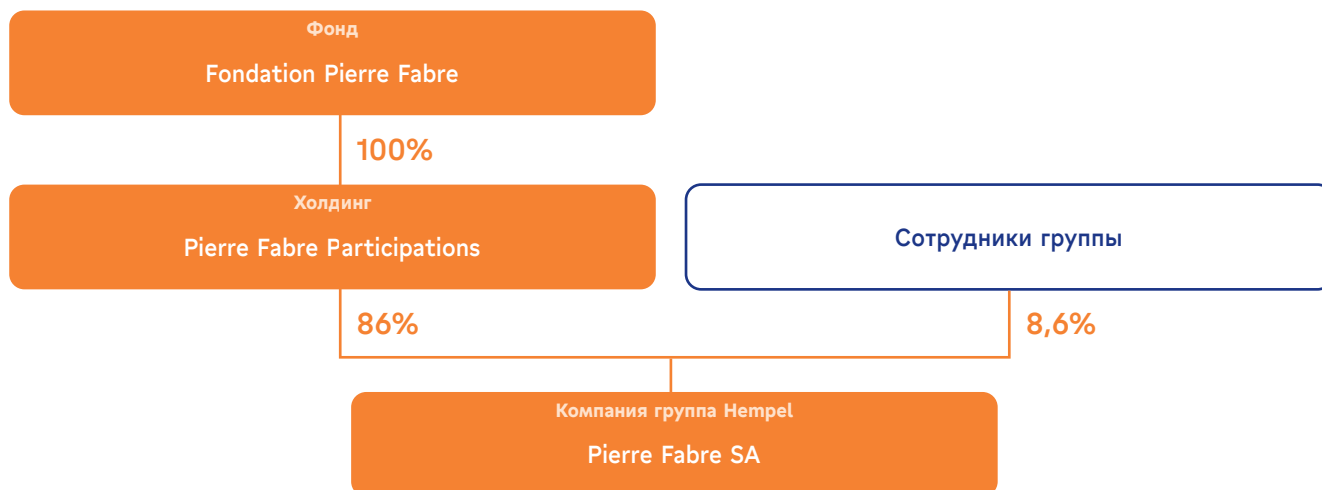 Фонд
Fondation Pierre Fabre
100%
Холдинг
Pierre Fabre Participations
Сотрудники группы
86%
8,6%
Компания группа Hempel
Pierre Fabre SA